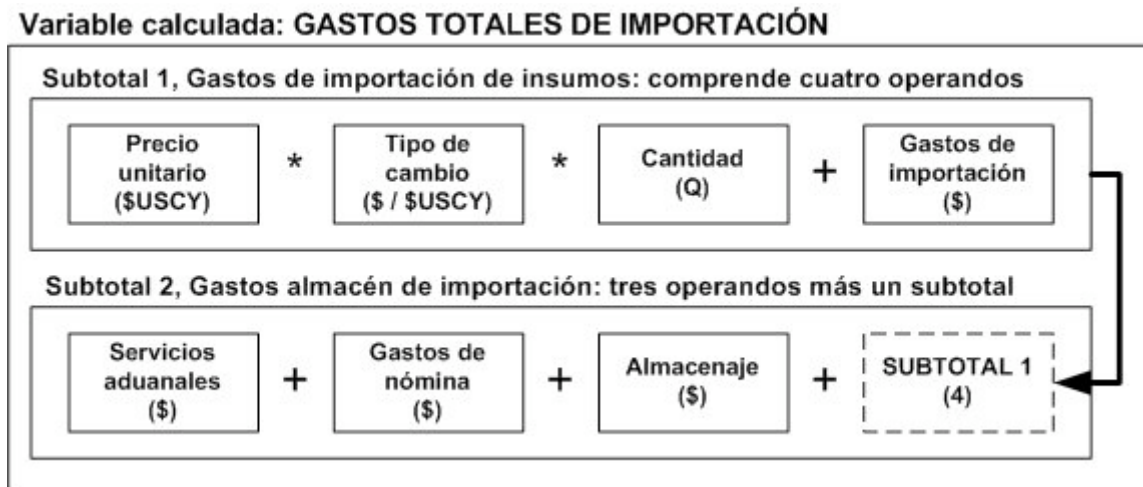 Variable calculada: GASTOS TOTALES DE IMPORTACIÓN
Subtotal 1, Gastos de importación de insumos: comprende cuatro operandos
Precio
unitario
($USCY)
*
Tipo de
cambio
($ / $USCY)
*
Cantidad
(Q)
+
Gastos de
importación
($)
Subtotal 2, Gastos almacén de importación: tres operandos más un subtotal
Servicios
aduanales
($)
+
Gastos de
nómina
($)
+
Almacenaje
($)
+
SUBTOTAL 1
(4)